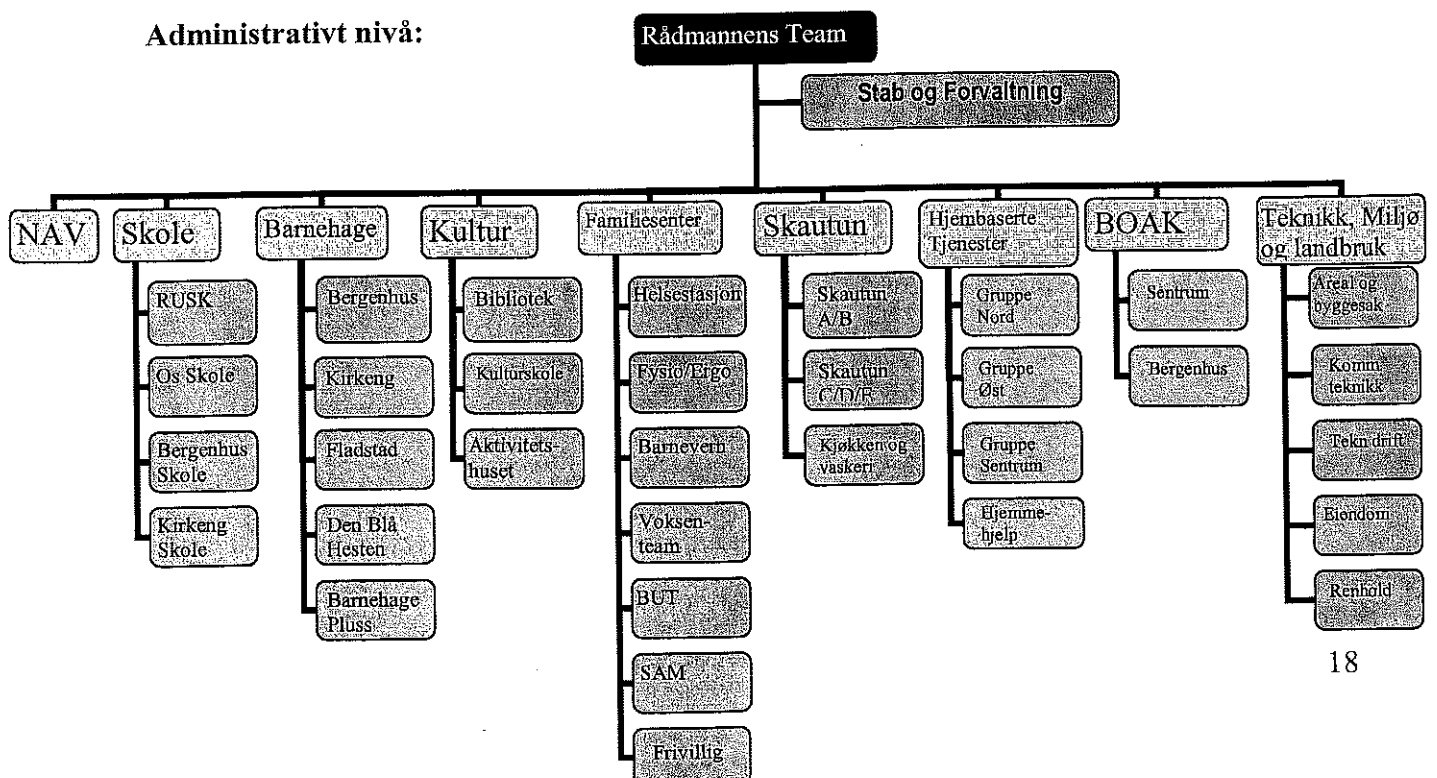 Administrativt nivå:
Rådmannens Team
Stab og Forvaltning
NAV
Skole
RUSK
Os Skole
Bergenhus
Skole
Kirkeng
Skole
Barnehage
Bergenhus
Kirkeng
Fladstad
Den Blå
Hesten
Barnehage
Pluss
Kultur
Bibliotek
Kulturskole
Aktivitets-
huset
Familiesenter
Helsestasjon
Fysio/Ergo
Barnevern
Voksen-
team
BUT
SAM
Frivillig
Skautun
Skautun
A/B
Skautun
C/D/E
Kjøkken og
vaskeri
Hjembaserte
Tjenester
Gruppe
Nord
Gruppe
Øst
Gruppe
Sentrum
Hjemme-
hjelp
BOAK
Sentrum
Bergenhus
Teknikk, Miljø
og landbruk
Areal og
byggesak
Komm.
teknikk
Tekn drift
Eiendom
Renhold
18